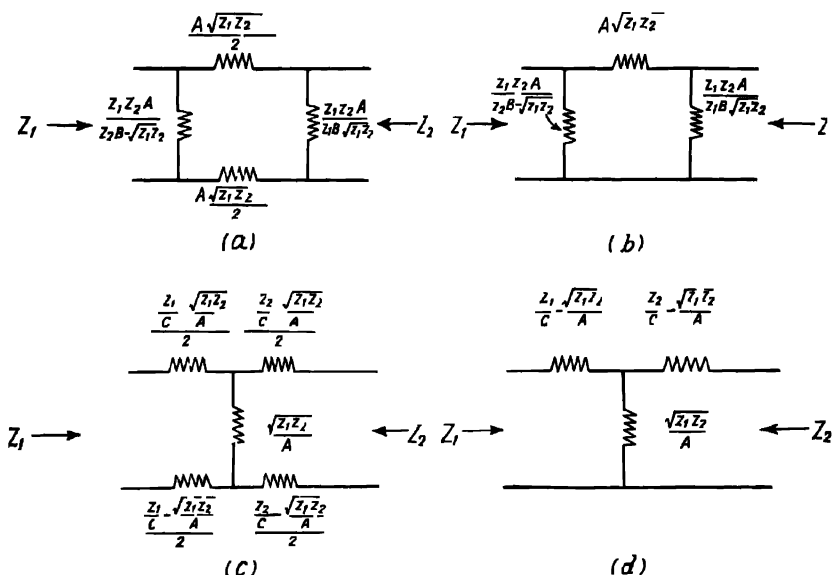 A√Z₁Z₂ / 2
Z₁ →
Z₁Z₂A / Z₂B-√Z₁Z₂
Z₁Z₂A / Z₁B √Z₁Z₂
← Z₂
A√Z₁Z₂ / 2
(a)
A√Z₁Z₂
Z₁ →
Z₁Z₂A / Z₂B-√Z₁Z₂
Z₁Z₂A / Z₁B√Z₁Z₂
← Z
(b)
Z₁/C √Z₁Z₂/A / 2
Z₂/C √Z₁Z₂/A / 2
Z₁ →
√Z₁Z₂ / A
← Z₂
Z₁/C - √Z₁Z₂/A / 2
Z₂/C - √Z₁Z₂/A / 2
(c)
Z₁/C - √Z₁Z₂/A
Z₂/C - √Z₁Z₂/A
Z₁ →
√Z₁Z₂ / A
← Z₂
(d)